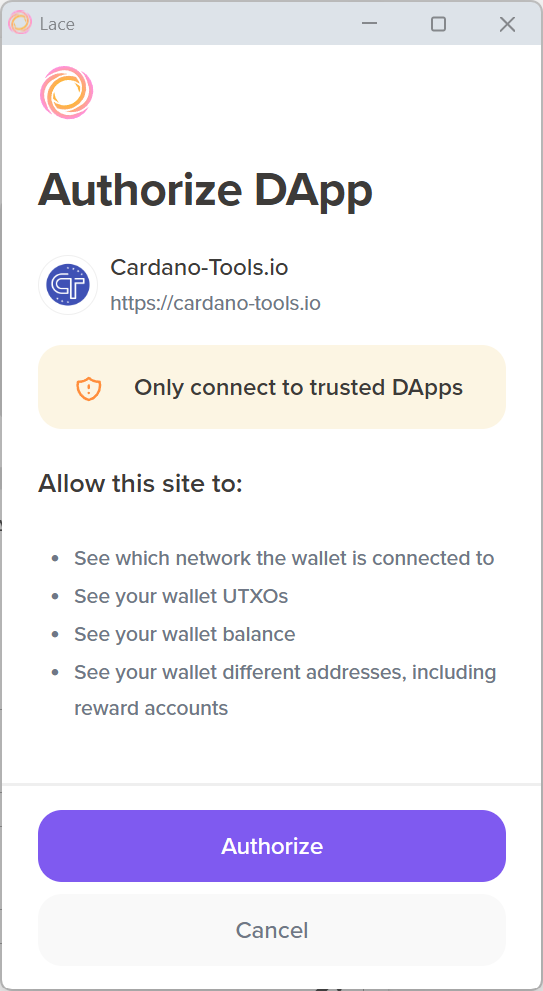 Lace
Authorize DApp
Cardano-Tools.io
https://cardano-tools.io
Only connect to trusted DApps
Allow this site to:
• See which network the wallet is connected to
• See your wallet UTXOs
• See your wallet balance
• See your wallet different addresses, including
reward accounts
Authorize
Cancel